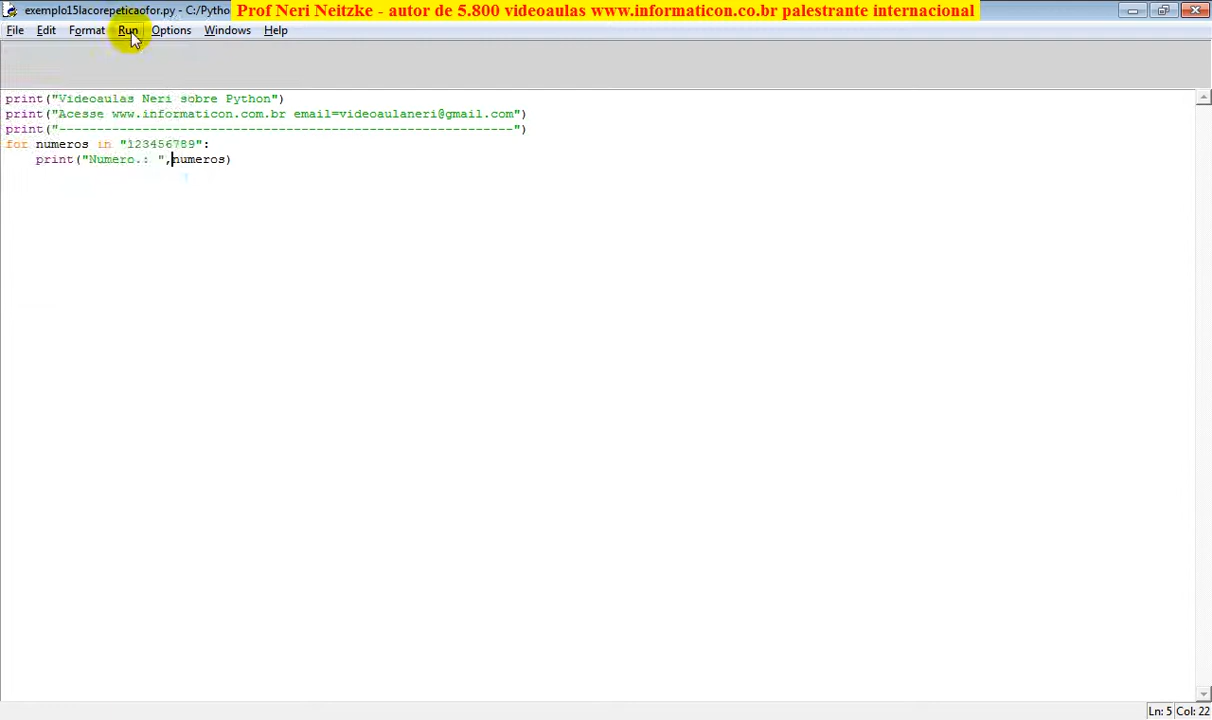 exemplo15lacorepeticaofor.py - C:/Pytho
Prof Neri Neitzke - autor de 5.800 videoaulas www.informaticon.co.br palestrante internacional
File Edit Format Run Options Windows Help
print("Videoaulas Neri sobre Python")
print("Acesse www.informaticon.com.br email=videoaulaneri@gmail.com")
print("------------------------------------------------------------")
for numeros in "123456789":
    print("Numero.: ",numeros)
Ln: 5 Col: 22